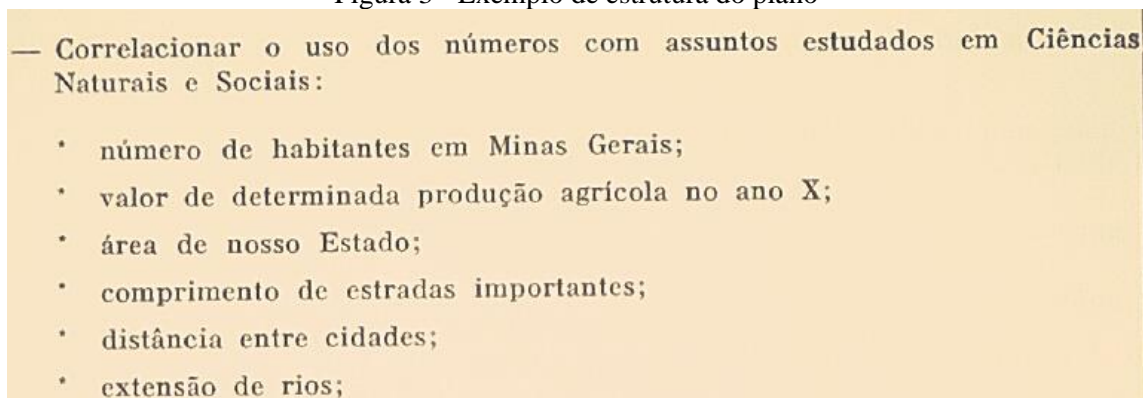 — Correlacionar o uso dos números com assuntos estudados em Ciências
Naturais e Sociais:
* número de habitantes em Minas Gerais;
* valor de determinada produção agrícola no ano X;
* área de nosso Estado;
* comprimento de estradas importantes;
* distância entre cidades;
* extensão de rios;